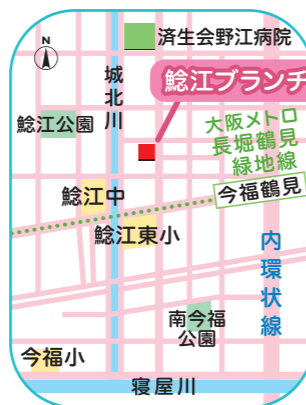 N
済生会野江病院
城北川
鯰江ブランチ
鯰江公園
大阪メトロ
長堀鶴見
緑地線
今福鶴見
鯰江中
鯰江東小
内環状線
南今福
公園
今福小
寝屋川